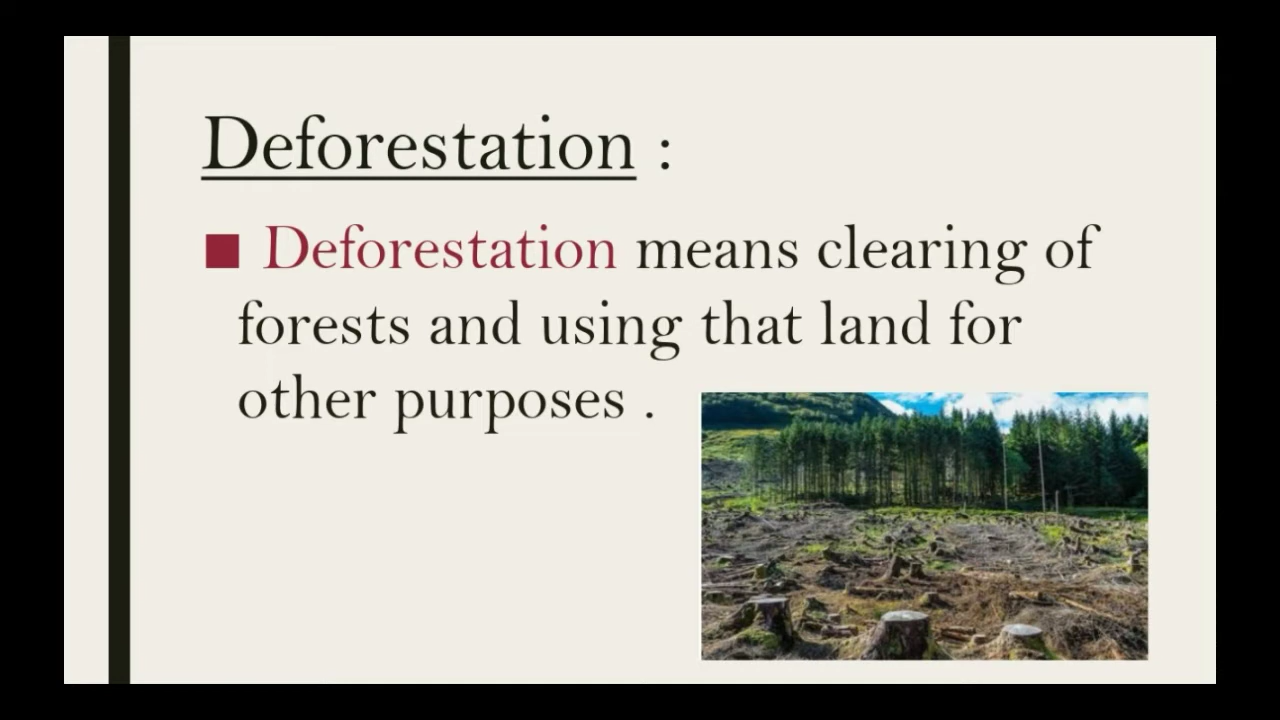 Deforestation :
■ Deforestation means clearing of
forests and using that land for
other purposes .